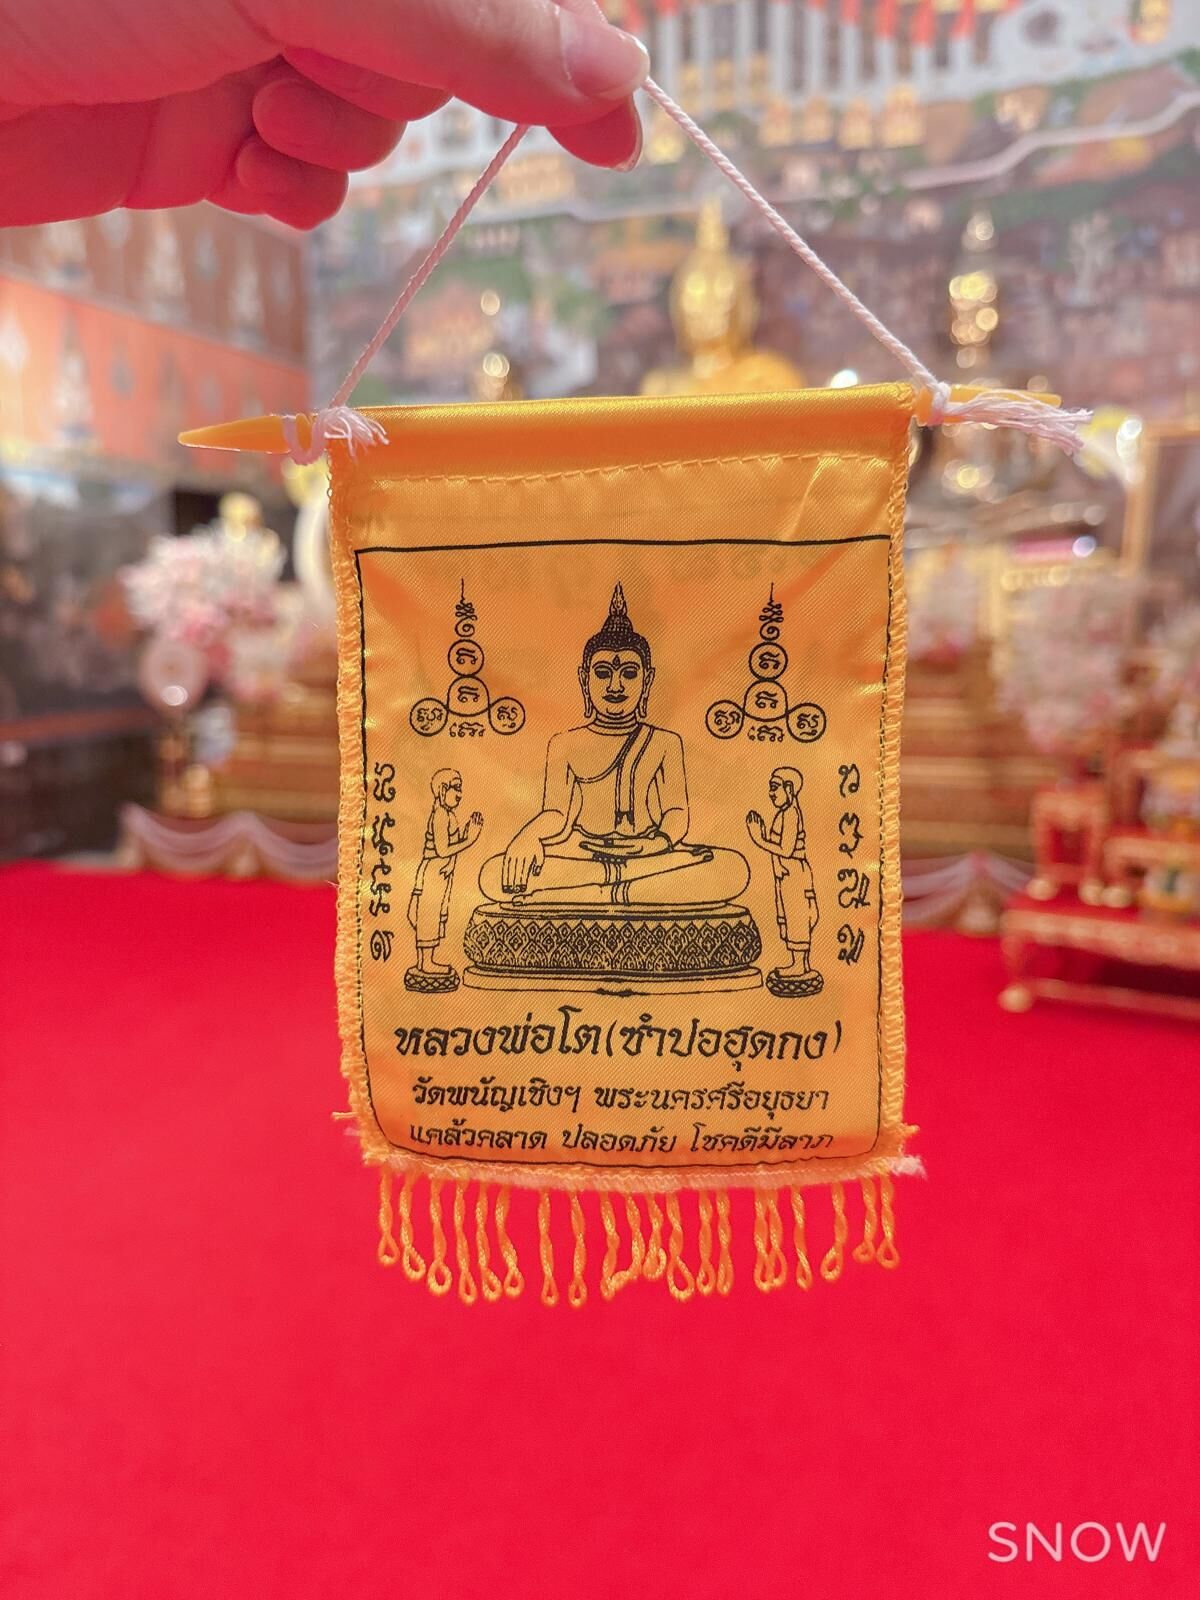 หลวงพ่อโต(ซำปอฮุดกง)
วัดพนัญเชิงฯ พระนครศรีอยุธยา
แคล้วคลาด ปลอดภัย โชคดีมีลาภ
SNOW